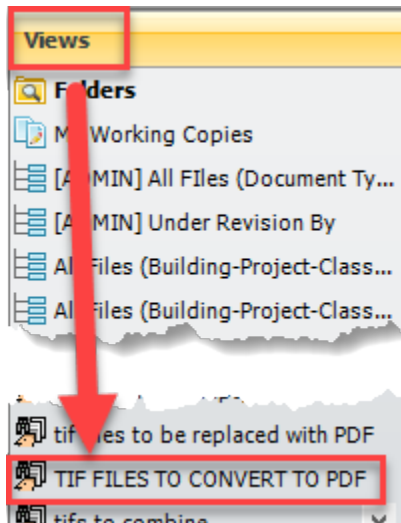 Views
Folders
My Working Copies
[ADMIN] All FIles (Document Ty...
[ADMIN] Under Revision By
All Files (Building-Project-Class...
All Files (Building-Project-Class...
tif files to be replaced with PDF
TIF FILES TO CONVERT TO PDF
tifs to combine